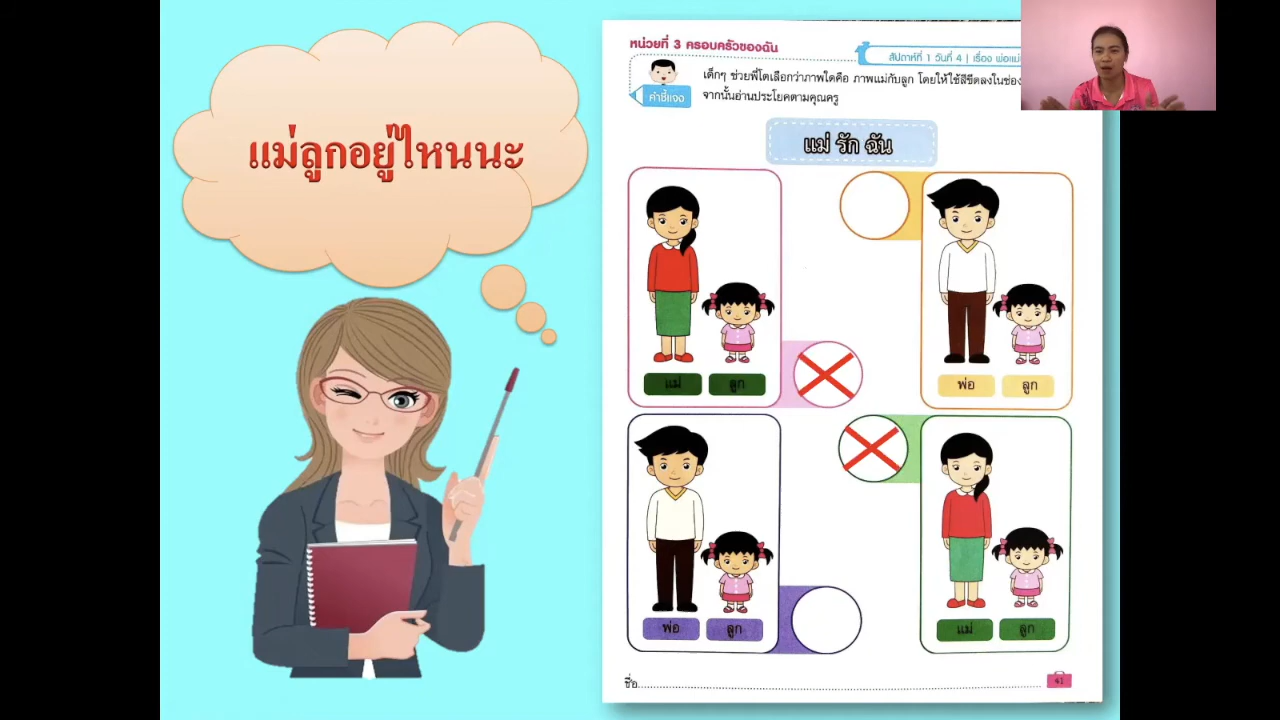 แม่ลูกอยู่ไหนนะ
หน่วยที่ 3 ครอบครัวของฉัน
สัปดาห์ที่ 1 วันที่ 4 | เรื่อง พ่อแม่
คำชี้แจง
เด็กๆ ช่วยพี่โตเลือกว่าภาพใดคือ ภาพแม่กับลูก โดยให้ใช้สีขีดลงในช่อง
จากนั้นอ่านประโยคตามคุณครู
แม่ รัก ฉัน
แม่ ลูก
พ่อ ลูก
พ่อ ลูก
แม่ ลูก
ชื่อ
41